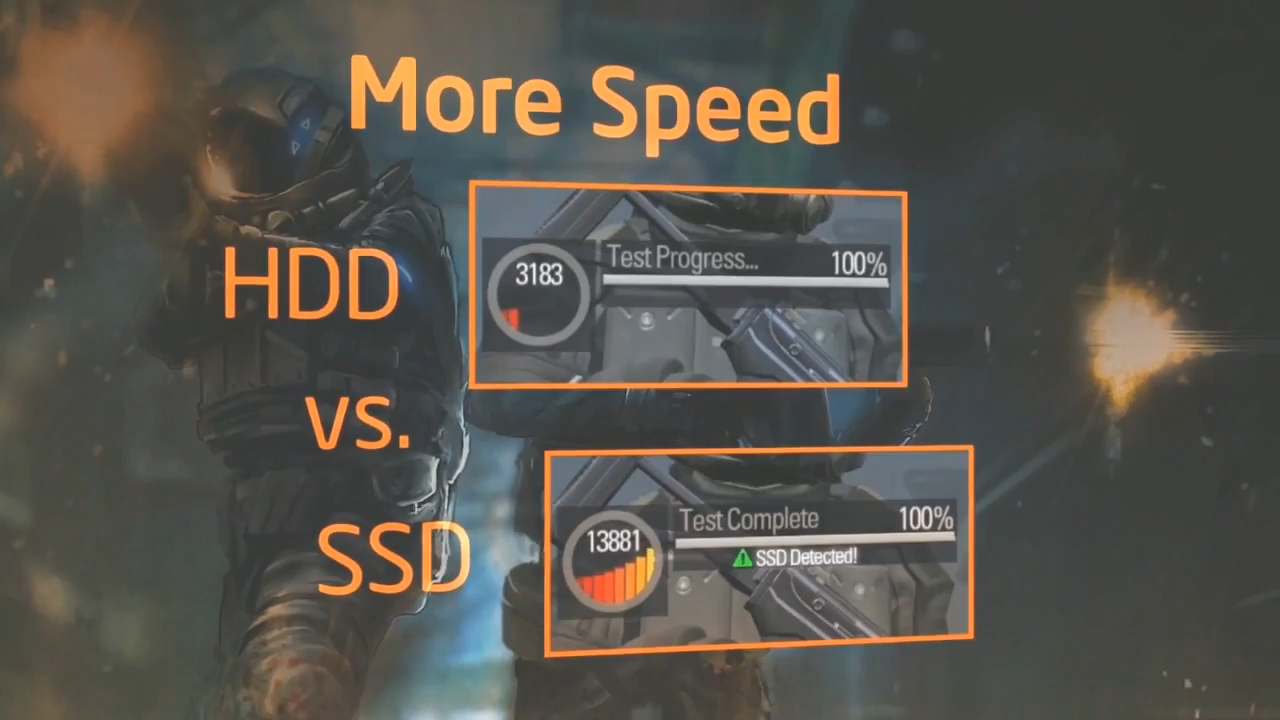 More Speed
HDD
3183
Test Progress...
100%
vs.
SSD
13881
Test Complete
100%
SSD Detected!